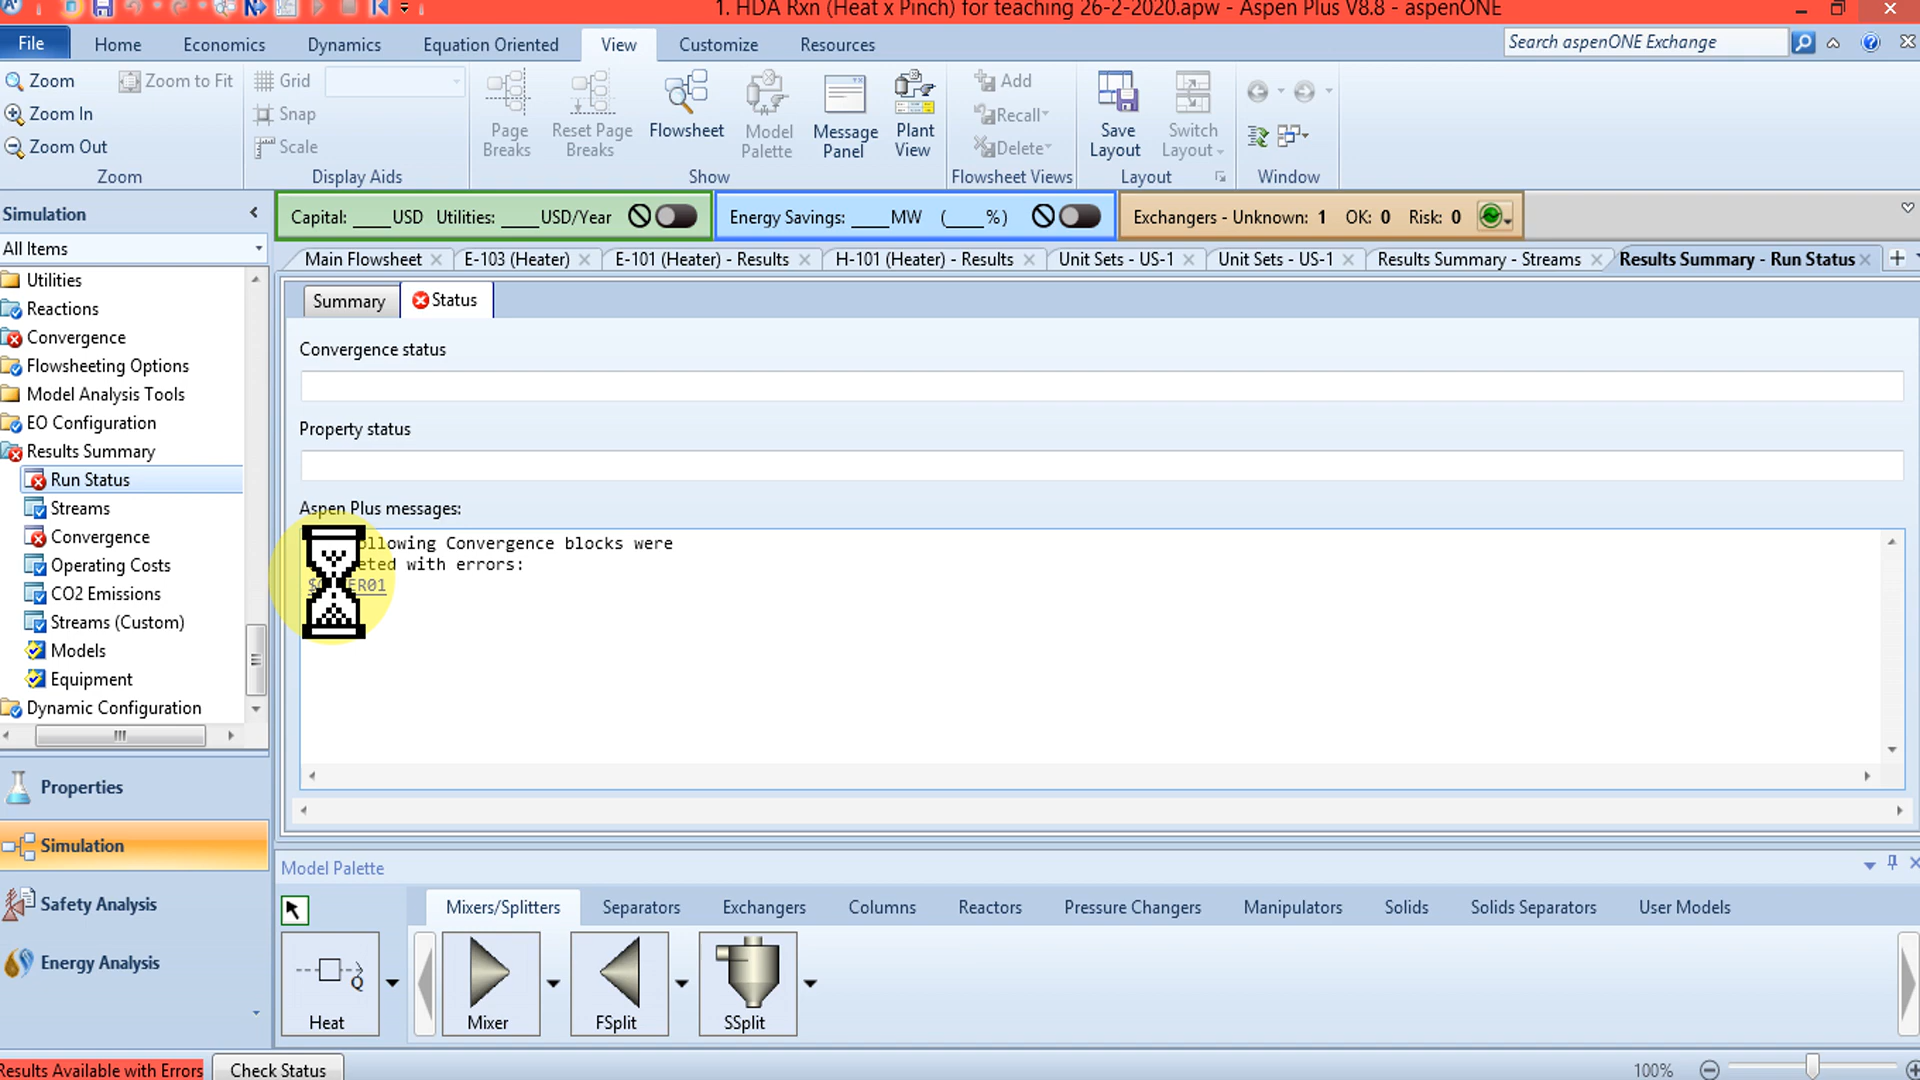 1. HDA Rxn (Heat x Pinch) for teaching 26-2-2020.apw - Aspen Plus V8.8 - aspenONE
File Home Economics Dynamics Equation Oriented View Customize Resources Search aspenONE Exchange
Zoom Zoom to Fit Grid
Zoom In Snap
Zoom Out Scale
Page Breaks Reset Page Breaks Flowsheet Model Palette Message Panel Plant View
Add
Recall
Delete
Save Layout Switch Layout
Zoom Display Aids Show Flowsheet Views Layout Window
Simulation
All Items
Capital: ____USD Utilities: ____USD/Year Energy Savings: ____MW (____%) Exchangers - Unknown: 1 OK: 0 Risk: 0
Main Flowsheet E-103 (Heater) E-101 (Heater) - Results H-101 (Heater) - Results Unit Sets - US-1 Unit Sets - US-1 Results Summary - Streams Results Summary - Run Status
Utilities
Reactions
Convergence
Flowsheeting Options
Model Analysis Tools
EO Configuration
Results Summary
Run Status
Streams
Convergence
Operating Costs
CO2 Emissions
Streams (Custom)
Models
Equipment
Dynamic Configuration
Properties
Simulation
Safety Analysis
Energy Analysis
Summary Status
Convergence status
Property status
Aspen Plus messages:
Convergence blocks were
with errors:
Model Palette
Mixers/Splitters Separators Exchangers Columns Reactors Pressure Changers Manipulators Solids Solids Separators User Models
Q
Heat Mixer FSplit SSplit
Results Available with Errors Check Status 100%